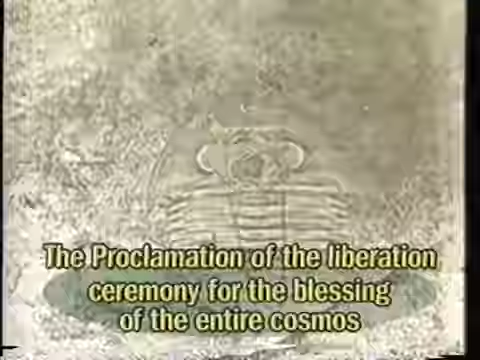 The Proclamation of the liberation
ceremony for the blessing
of the entire cosmos